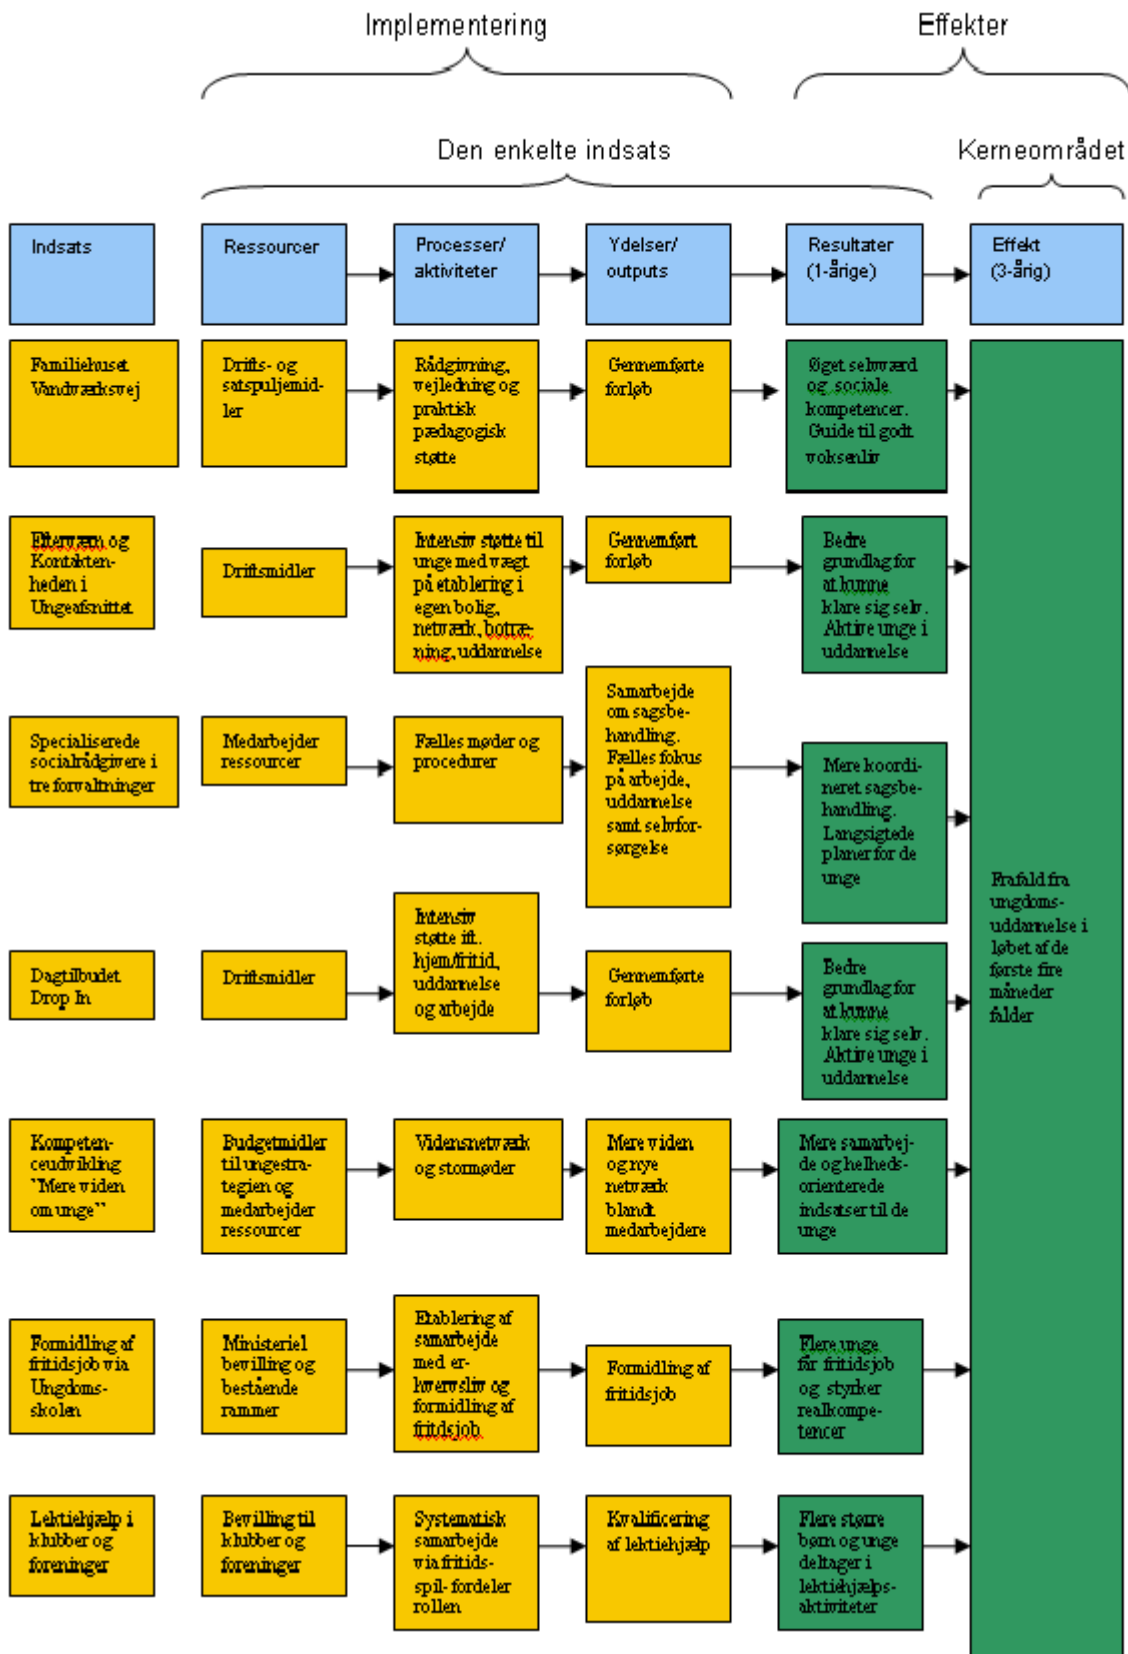 Implementering
Effekter
Den enkelte indsats
Kerneområdet
Indsats
Ressourcer
Processer/
aktiviteter
Ydelser/
outputs
Resultater
(1-årige)
Effekt
(3-årig)
Familiehuset
Vandværksvej
Drifts- og
satspuljemid-
ler
Rådgivning,
vejledning og
praktisk
pædagogisk
støtte
Gennemførte
forløb
Øget selvværd
og sociale
kompetencer.
Guide til godt
voksenliv
Efterværn og
Kontakten-
heden i
Ungeafsnittet
Driftsmidler
Intensiv støtte til
unge med vægt
på etablering i
egen bolig,
netværk, botræ-
ning, uddannelse
Gennemført
forløb
Bedre
grundlag for
at kunne
klare sig selv.
Aktive unge i
uddannelse
Specialiserede
socialrådgivere i
tre forvaltninger
Medarbejder
ressourcer
Fælles møder og
procedurer
Samarbejde
om sagsbe-
handling.
Fælles fokus
på arbejde,
uddannelse
samt selvfor-
sørgelse
Mere koordi-
neret sagsbe-
handling.
Langsigtede
planer for de
unge
Dagtilbudet
Drop In
Driftsmidler
Intensiv
støtte ift.
hjem/fritid,
uddannelse
og arbejde
Gennemførte
forløb
Bedre
grundlag for
at kunne
klare sig selv.
Aktive unge i
uddannelse
Frafald fra
ungdoms-
uddannelse i
løbet af de
første fire
måneder
falder
Kompeten-
ceudvikling
"Mere viden
om unge"
Budgetmidler
til ungestra-
tegien og
medarbejder
ressourcer
Vidensnetværk
og stormøder
Mere viden
og nye
netværk
blandt
medarbejdere
Mere samarbej-
de og helheds-
orienterede
indsatser til de
unge
Formidling af
fritidsjob via
Ungdoms-
skolen
Ministeriel
bevilling og
bestående
rammer
Etablering af
samarbejde
med er-
hvervsliv og
formidling af
fritdsjob
Formidling af
fritidsjob
Flere unge
får fritidsjob
og styrker
realkompe-
tencer
Lektiehjælp i
klubber og
foreninger
Bevilling til
klubber og
foreninger
Systematisk
samarbejde
via fritids-
spil-fordeler
rollen
Kvalificering
af lektiehjælp
Flere større
børn og unge
deltager i
lektiehjælps-
aktiviteter